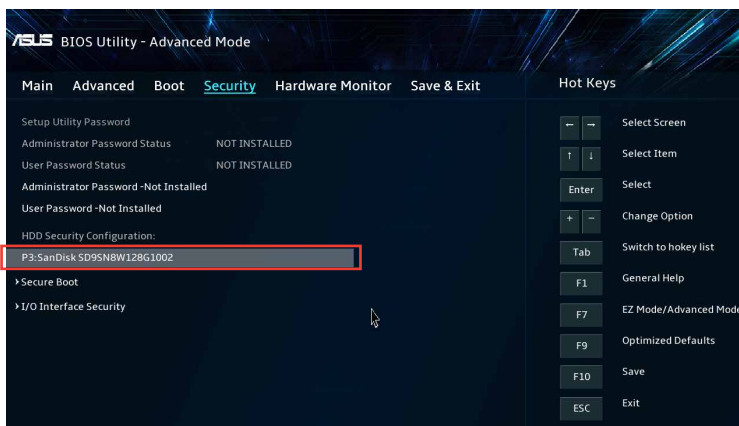 ASUS BIOS Utility - Advanced Mode
Main Advanced Boot Security Hardware Monitor Save & Exit
Setup Utility Password
Administrator Password Status NOT INSTALLED
User Password Status NOT INSTALLED
Administrator Password -Not Installed
User Password -Not Installed
HDD Security Configuration:
P3:SanDisk SD9SN8W128G1002
Secure Boot
I/O Interface Security
Hot Keys
← → Select Screen
↑ ↓ Select Item
Enter Select
+ − Change Option
Tab Switch to hokey list
F1 General Help
F7 EZ Mode/Advanced Mode
F9 Optimized Defaults
F10 Save
ESC Exit